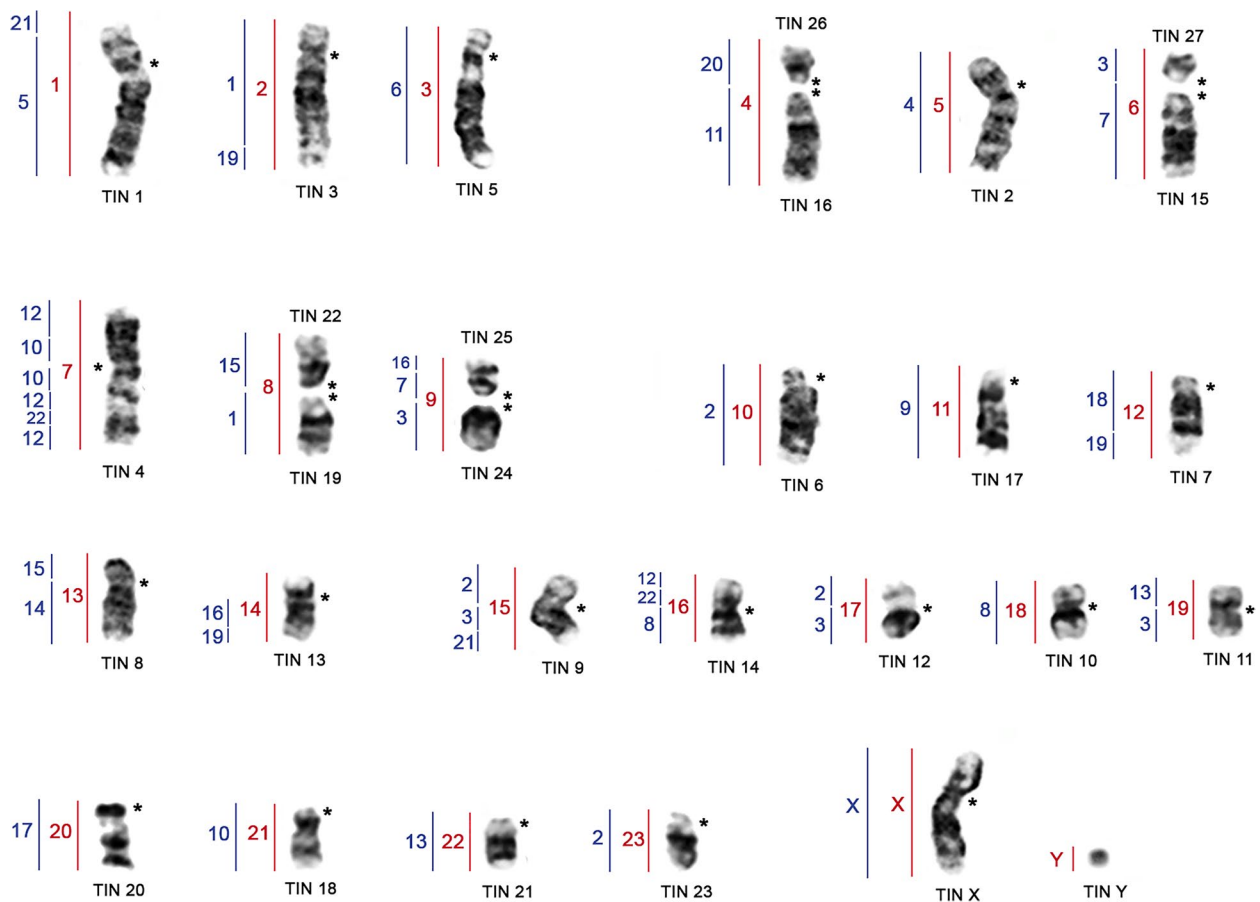 21
5
1
*
TIN 1
1
19
2
*
TIN 3
6
3
*
TIN 5
TIN 26
20
11
4
*
*
TIN 16
4
5
*
TIN 2
TIN 27
3
7
6
*
*
TIN 15
12
10
10
12
22
12
7
*
TIN 4
TIN 22
15
1
8
*
*
TIN 19
TIN 25
16
7
3
9
*
*
TIN 24
2
10
*
TIN 6
9
11
*
TIN 17
18
19
12
*
TIN 7
15
14
13
*
TIN 8
16
19
14
*
TIN 13
2
3
21
15
*
TIN 9
12
22
8
16
*
TIN 14
2
3
17
*
TIN 12
8
18
*
TIN 10
13
3
19
*
TIN 11
17
20
*
TIN 20
10
21
*
TIN 18
13
22
*
TIN 21
2
23
*
TIN 23
X
X
*
TIN X
Y
TIN Y